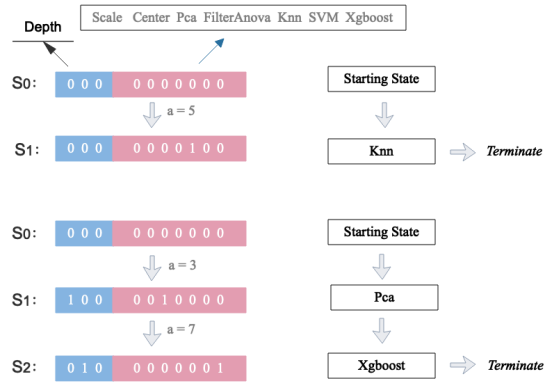 Scale Center Pca FilterAnova Knn SVM Xgboost
Depth
S0: 0 0 0 0 0 0 0 0 0 0 Starting State
a = 5
S1: 0 0 0 0 0 0 0 1 0 0 Knn Terminate
S0: 0 0 0 0 0 0 0 0 0 0 Starting State
a = 3
S1: 1 0 0 0 0 1 0 0 0 0 Pca
a = 7
S2: 0 1 0 0 0 0 0 0 0 1 Xgboost Terminate